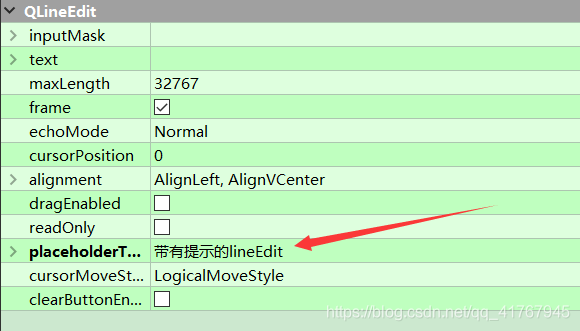 QLineEdit
inputMask
text
maxLength 32767
frame
echoMode Normal
cursorPosition 0
alignment AlignLeft, AlignVCenter
dragEnabled
readOnly
placeholderT... 带有提示的lineEdit
cursorMoveSt... LogicalMoveStyle
clearButtonEn...
https://blog.csdn.net/qq_41767945